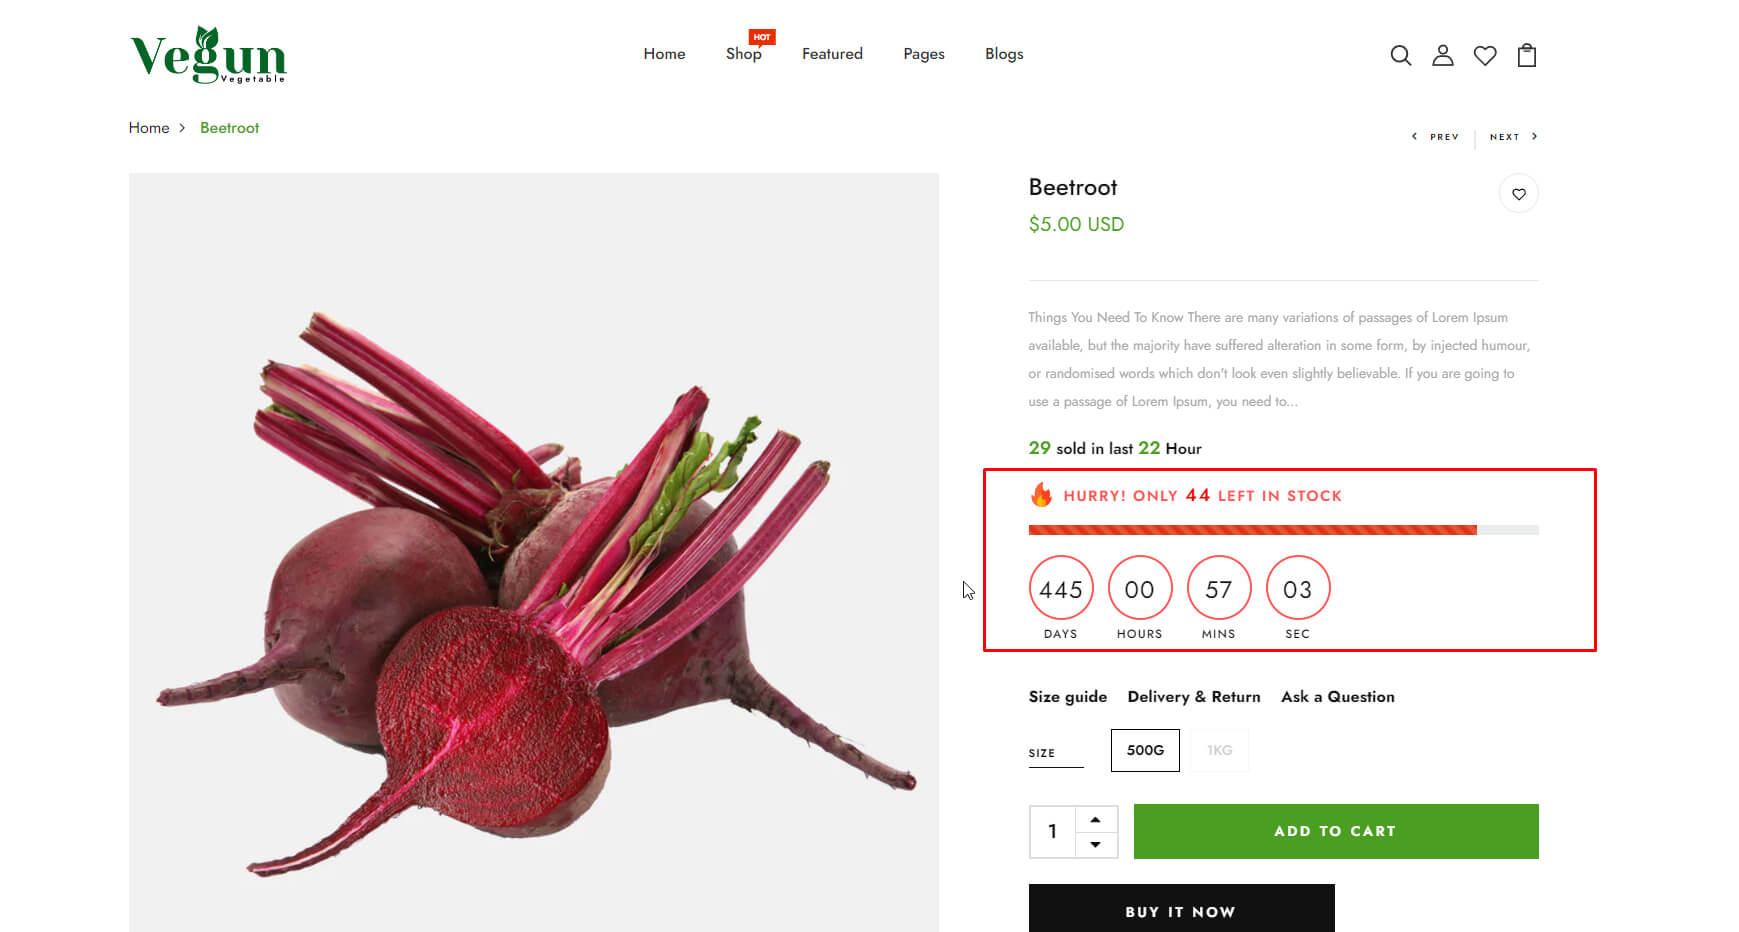 Vegun
Vegetable
Home
Shop
HOT
Featured
Pages
Blogs
Home > Beetroot
< PREV
NEXT >
Beetroot
$5.00 USD
Things You Need To Know There are many variations of passages of Lorem Ipsum
available, but the majority have suffered alteration in some form, by injected humour,
or randomised words which don't look even slightly believable. If you are going to
use a passage of Lorem Ipsum, you need to...
29 sold in last 22 Hour
HURRY! ONLY 44 LEFT IN STOCK
445 00 57 03
DAYS HOURS MINS SEC
Size guide Delivery & Return Ask a Question
SIZE 500G 1KG
1
ADD TO CART
BUY IT NOW